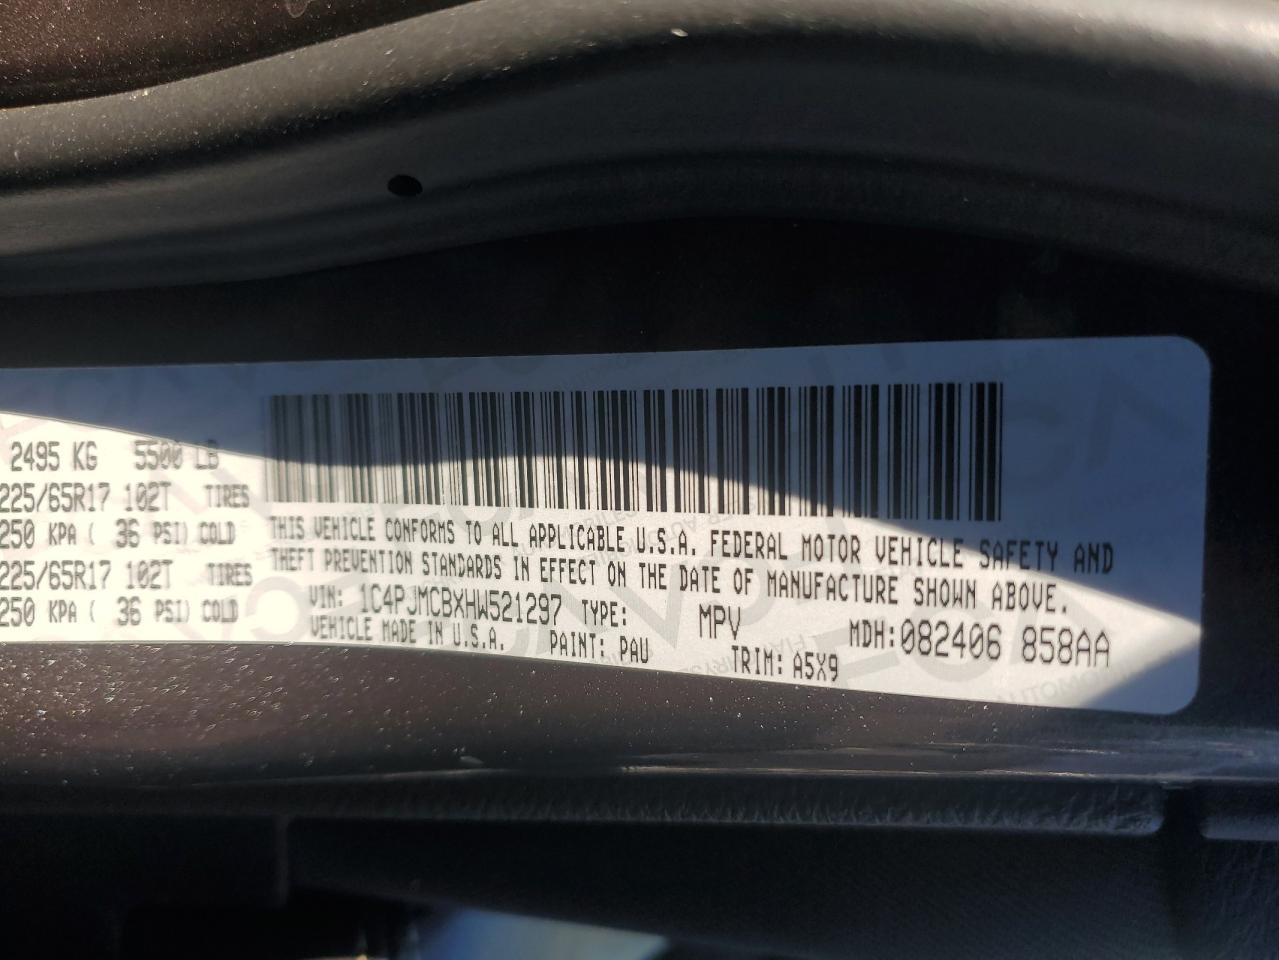 2495 KG 5500 LB
225/65R17 102T TIRES
250 KPA ( 36 PSI) COLD
225/65R17 102T TIRES
250 KPA ( 36 PSI) COLD
THIS VEHICLE CONFORMS TO ALL APPLICABLE U.S.A. FEDERAL MOTOR VEHICLE SAFETY AND
THEFT PREVENTION STANDARDS IN EFFECT ON THE DATE OF MANUFACTURE SHOWN ABOVE.
VIN: 1C4PJMCBXHW521297 TYPE: MPV MDH:082406 858AA
VEHICLE MADE IN U.S.A. PAINT: PAU TRIM: A5X9